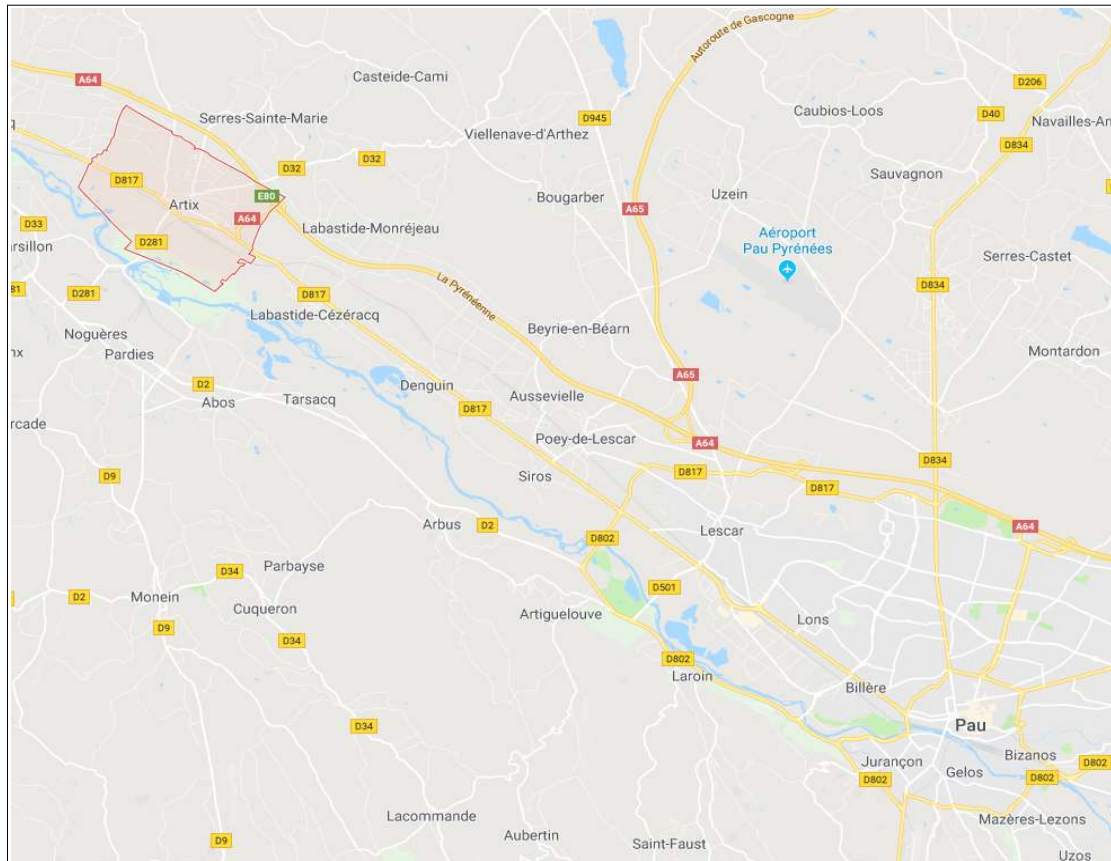 Autoroute de Gascogne
A64
Casteide-Cami
D206
Caubios-Loos
D40
Navailles-An
Serres-Sainte-Marie
D945
Viellenave-d'Arthez
D834
D32
D32
Sauvagnon
D817
E80
Bougarber
Uzein
Artix
A65
D33
A64
Labastide-Monréjeau
Aéroport
Pau Pyrénées
arsillon
D281
Serres-Castet
La Pyrénéenne
D281
D817
D834
81
Labastide-Cézéracq
Noguères
Beyrie-en-Béarn
Pardies
Montardon
nx
D2
A65
Denguin
Aussevielle
Abos
Tarsacq
D817
rcade
Poey-de-Lescar
A64
D834
D9
Siros
D817
D817
Arbus
D2
Lescar
A64
D802
Parbayse
D34
D501
D2
Monein
Cuqueron
Artiguelouve
Lons
D9
D34
D802
Laroin
Billère
D34
Pau
Jurançon
Bizanos
D802
Gelos
D802
D802
Lacommande
Mazères-Lezons
D9
Aubertin
Saint-Faust
Uzos